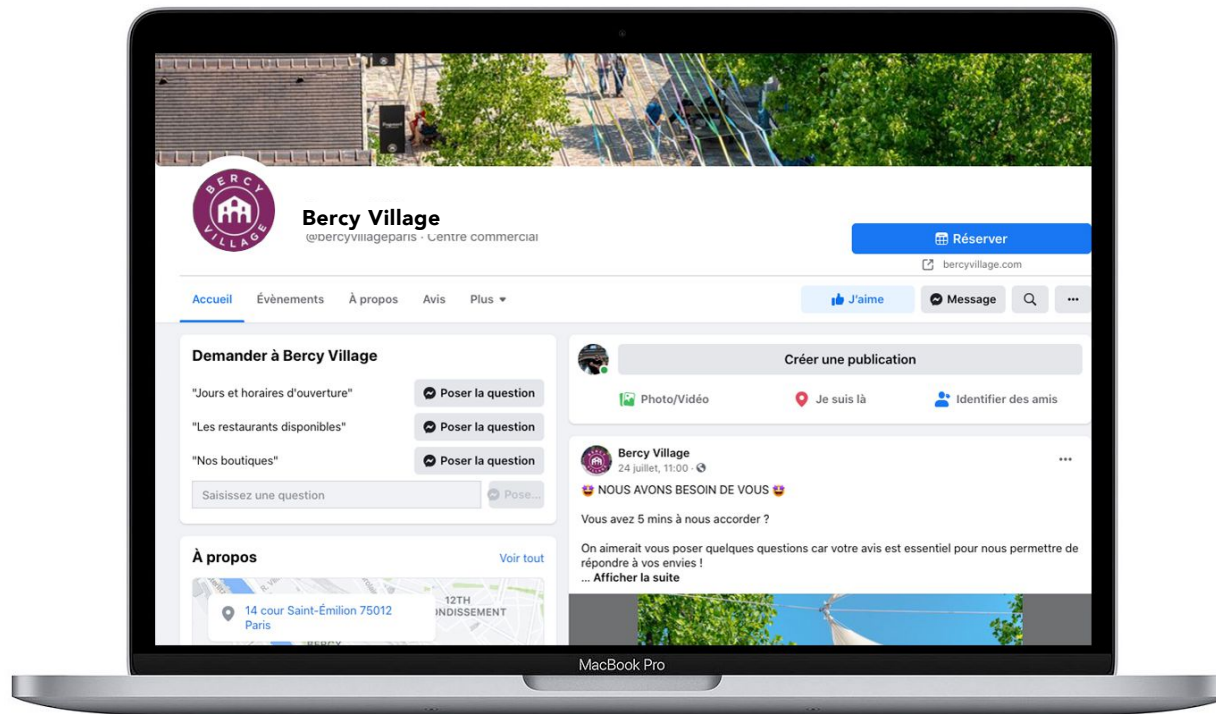 BERCY
VILLAGE
Bercy Village
@bercyvillageparis · Centre commercial
Réserver
bercyvillage.com
Accueil Évènements À propos Avis Plus
J'aime Message ...
Demander à Bercy Village
"Jours et horaires d'ouverture" Poser la question
"Les restaurants disponibles" Poser la question
"Nos boutiques" Poser la question
Saisissez une question Pose...
À propos Voir tout
14 cour Saint-Émilion 75012
Paris
12TH
NDISSEMENT
BERCY
Créer une publication
Photo/Vidéo Je suis là Identifier des amis
Bercy Village ...
24 juillet, 11:00 ·
🤩 NOUS AVONS BESOIN DE VOUS 🤩
Vous avez 5 mins à nous accorder ?
On aimerait vous poser quelques questions car votre avis est essentiel pour nous permettre de
répondre à vos envies !
... Afficher la suite
MacBook Pro